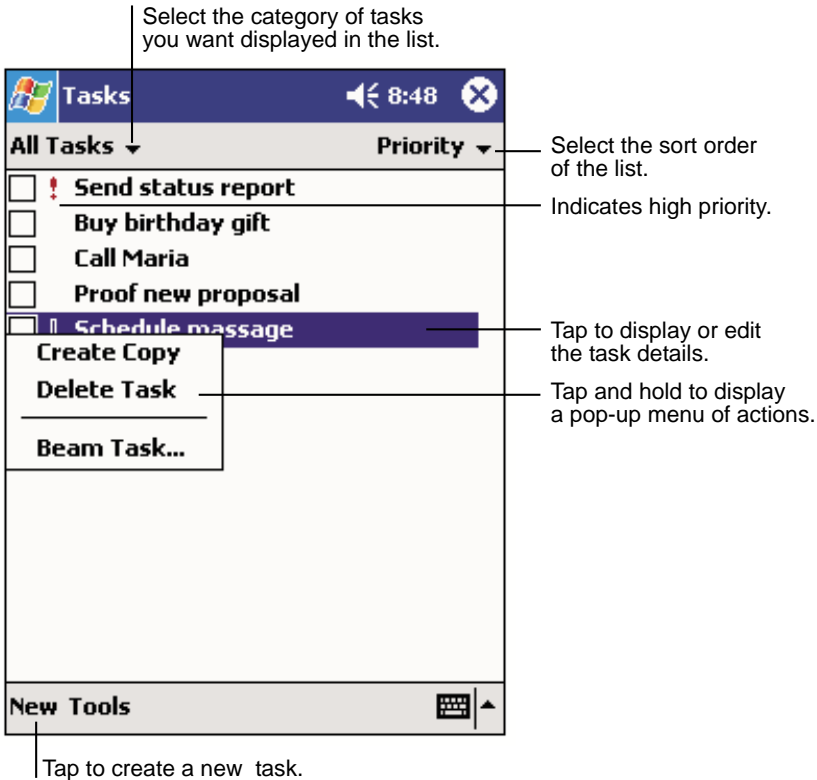 Select the category of tasks
you want displayed in the list.
Tasks 8:48
All Tasks Priority
Select the sort order
of the list.
Send status report
Indicates high priority.
Buy birthday gift
Call Maria
Proof new proposal
Schedule massage
Tap to display or edit
the task details.
Create Copy
Delete Task
Tap and hold to display
a pop-up menu of actions.
Beam Task...
New Tools
Tap to create a new task.